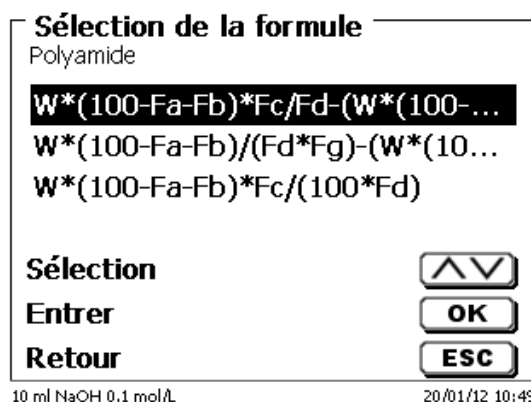 Sélection de la formule
Polyamide
W*(100-Fa-Fb)*Fc/Fd-(W*(100-...
W*(100-Fa-Fb)/(Fd*Fg)-(W*(10...
W*(100-Fa-Fb)*Fc/(100*Fd)
Sélection
Entrer OK
Retour ESC
10 ml NaOH 0.1 mol/L 20/01/12 10:49